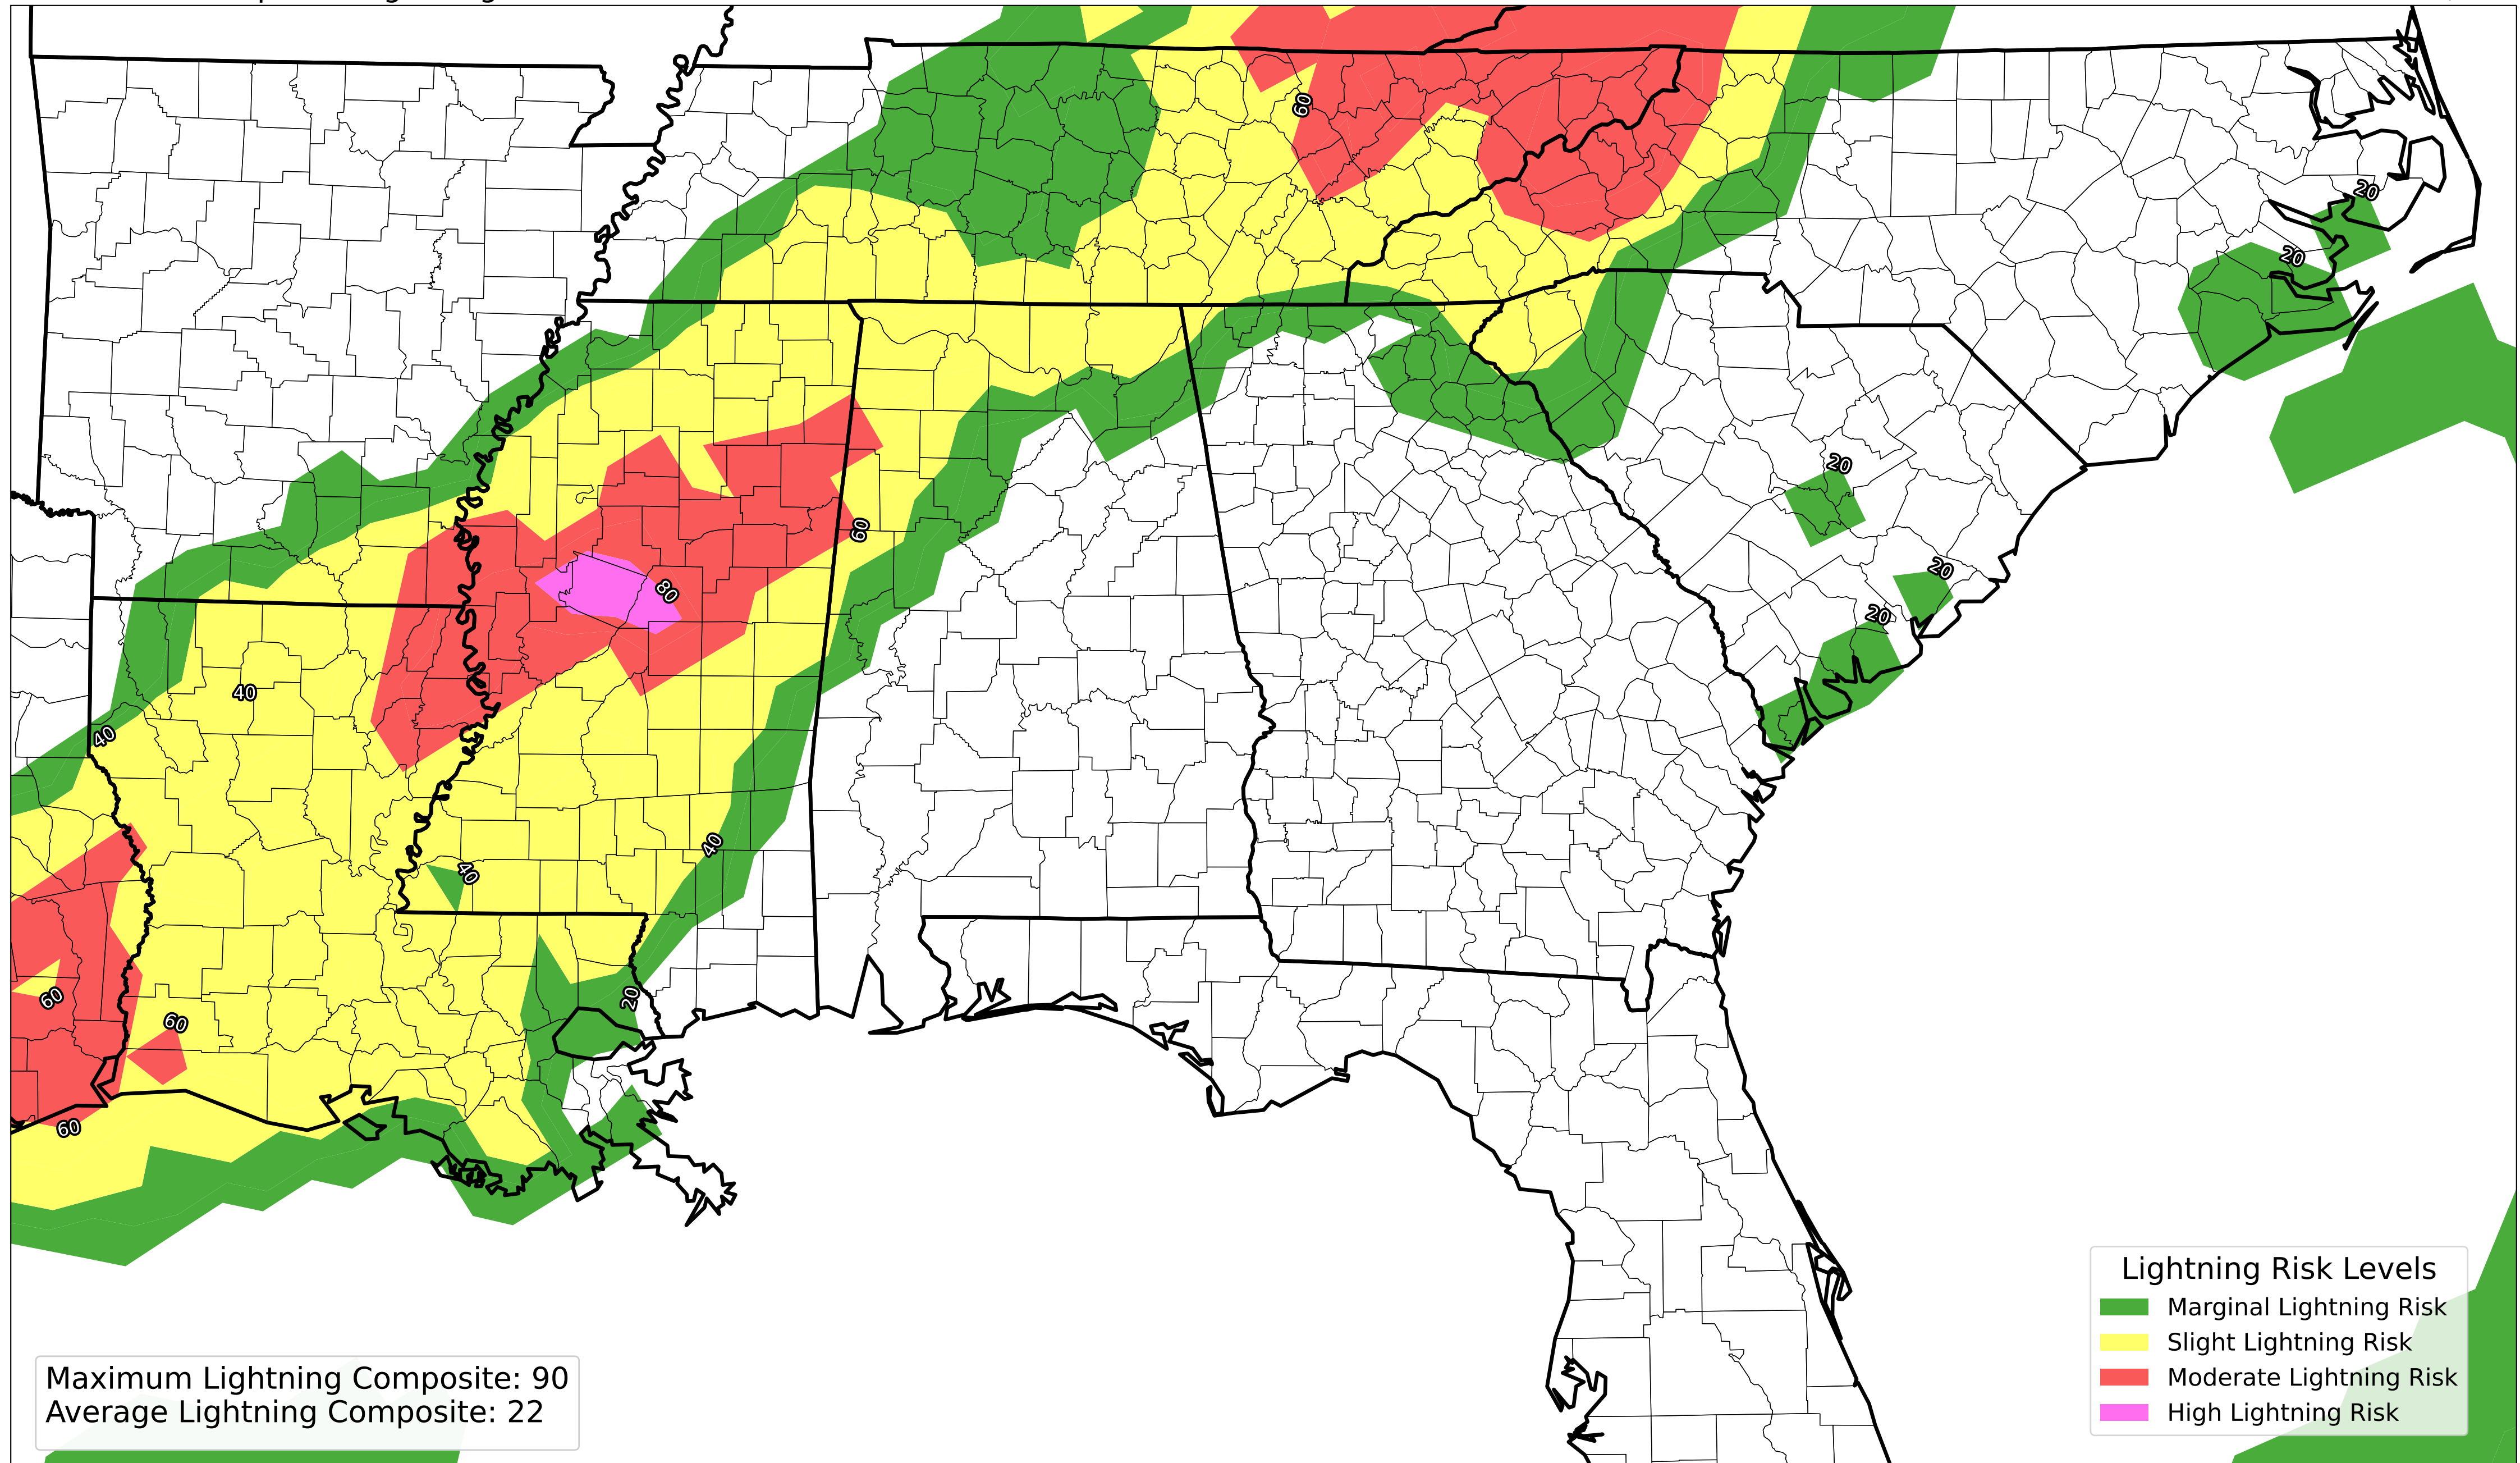 60
20
20
20
60
20
80
20
40
40
40
40
20
60
60
60
Lightning Risk Levels
Marginal Lightning Risk
Slight Lightning Risk
Moderate Lightning Risk
High Lightning Risk
Maximum Lightning Composite: 90
Average Lightning Composite: 22